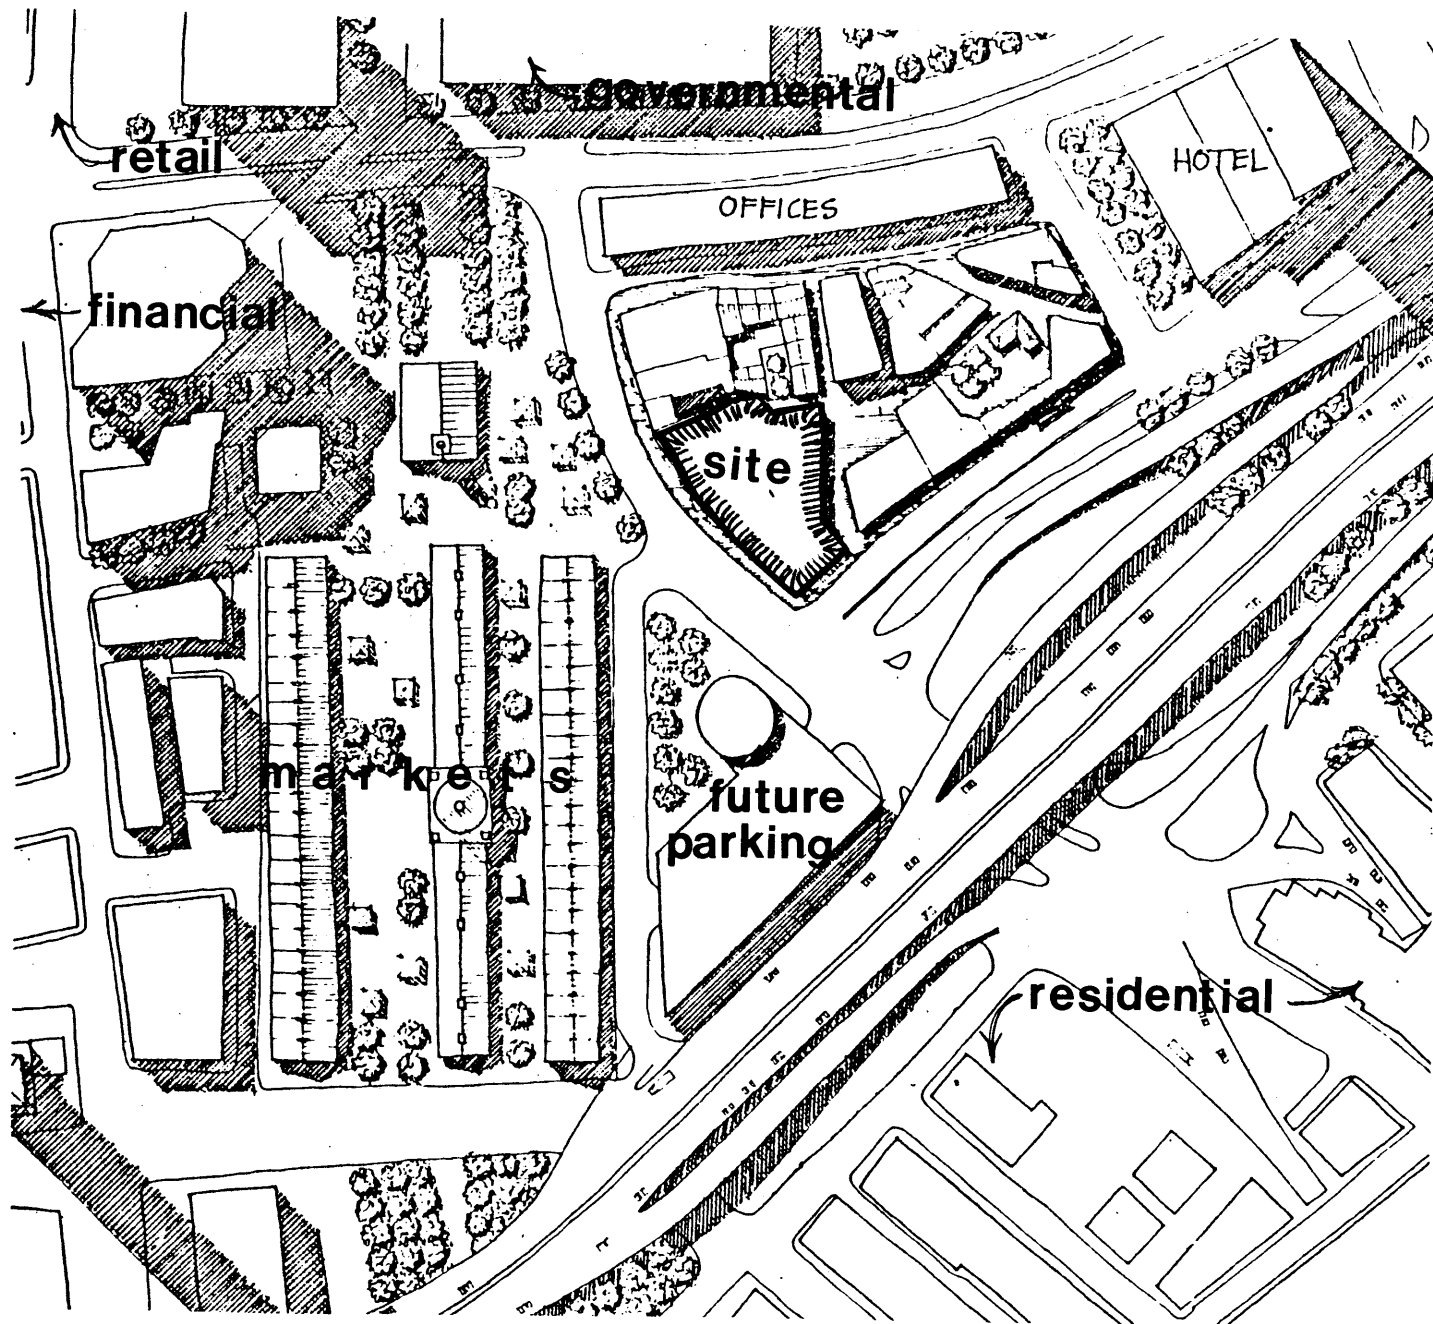 governmental
retail
HOTEL
OFFICES
financial
site
markets
future
parking
residential